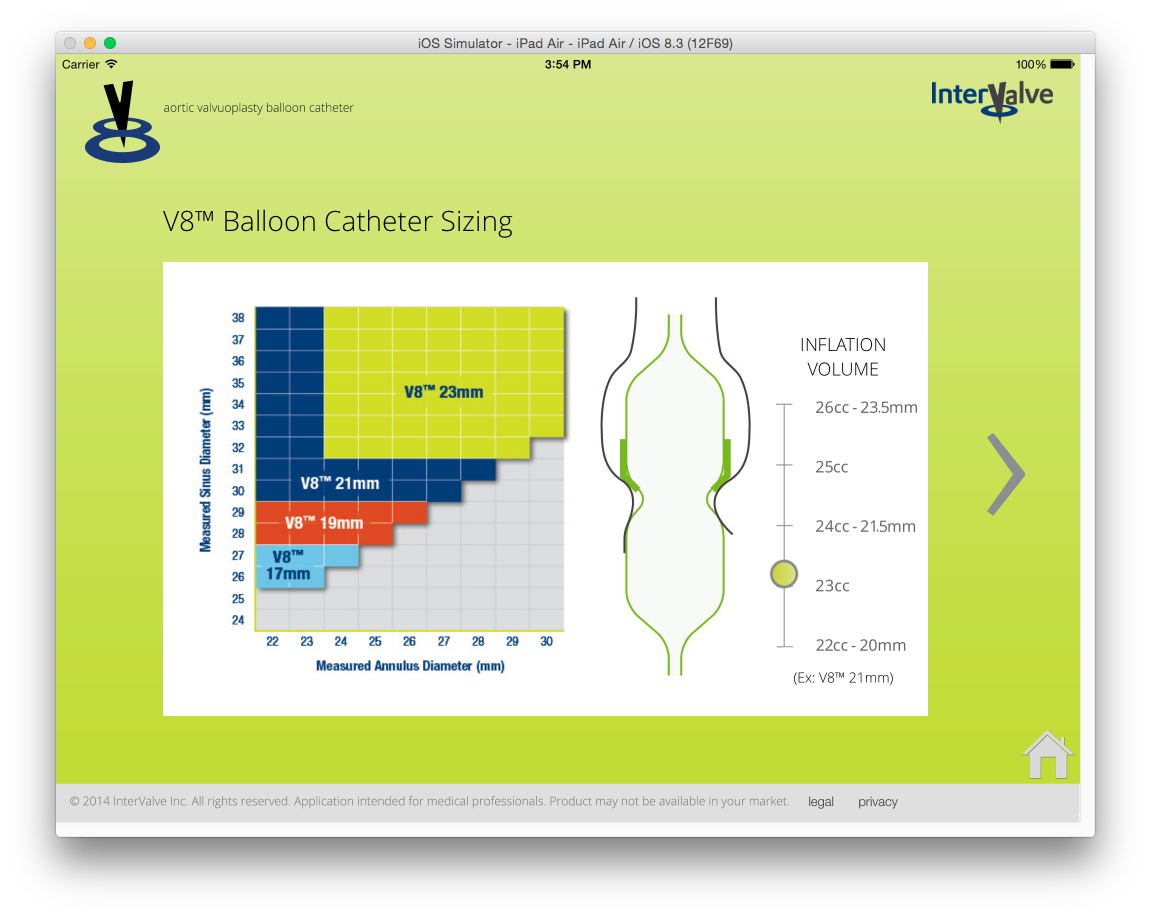 iOS Simulator - iPad Air - iPad Air / iOS 8.3 (12F69)
Carrier 3:54 PM 100%
aortic valvuoplasty balloon catheter
InterValve
V8™ Balloon Catheter Sizing
38
37
36
35
34
33
32
31
30
29
28
27
26
25
24
Measured Sinus Diameter (mm)
V8™ 23mm
V8™ 21mm
V8™ 19mm
V8™
17mm
22 23 24 25 26 27 28 29 30
Measured Annulus Diameter (mm)
INFLATION
VOLUME
26cc - 23.5mm
25cc
24cc - 21.5mm
23cc
22cc - 20mm
(Ex: V8™ 21mm)
© 2014 InterValve Inc. All rights reserved. Application intended for medical professionals. Product may not be available in your market. legal privacy